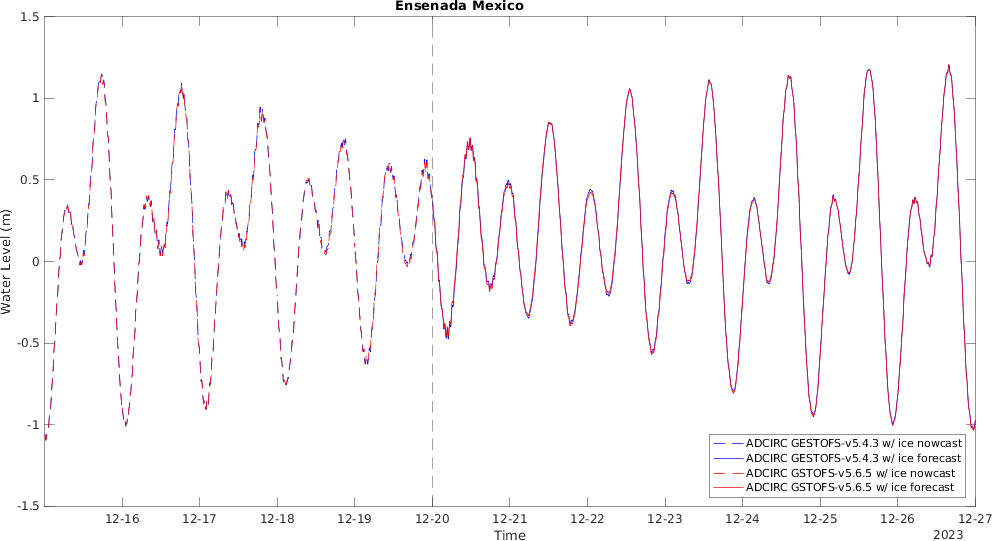 Ensenada Mexico
1.5
1
0.5
0
-0.5
-1
-1.5
Water Level (m)
12-16 12-17 12-18 12-19 12-20 12-21 12-22 12-23 12-24 12-25 12-26 12-27
Time
2023
ADCIRC GESTOFS-v5.4.3 w/ ice nowcast
ADCIRC GESTOFS-v5.4.3 w/ ice forecast
ADCIRC GSTOFS-v5.6.5 w/ ice nowcast
ADCIRC GSTOFS-v5.6.5 w/ ice forecast